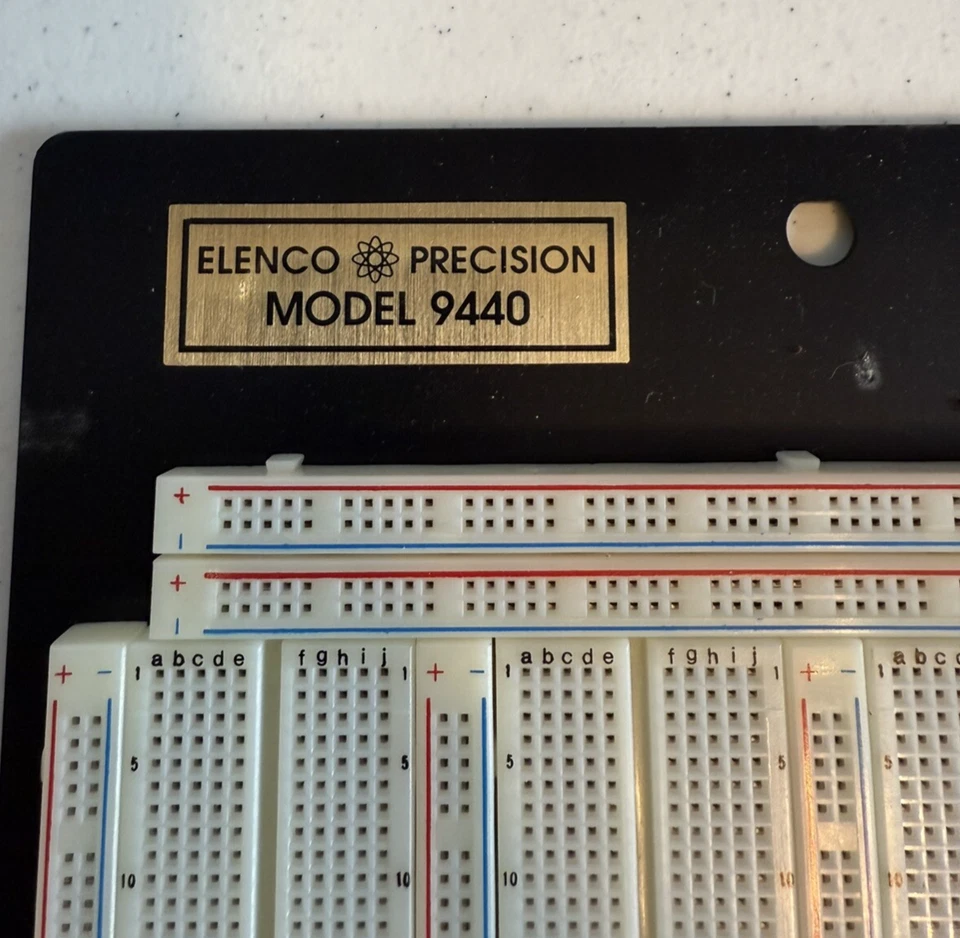 ELENCO PRECISION
MODEL 9440
+
−
+
−
+ − a b c d e f g h i j + − a b c d e f g h i j + − a b c
1 1 1 1 1
5 5 5 5 5
10 10 10 10 10